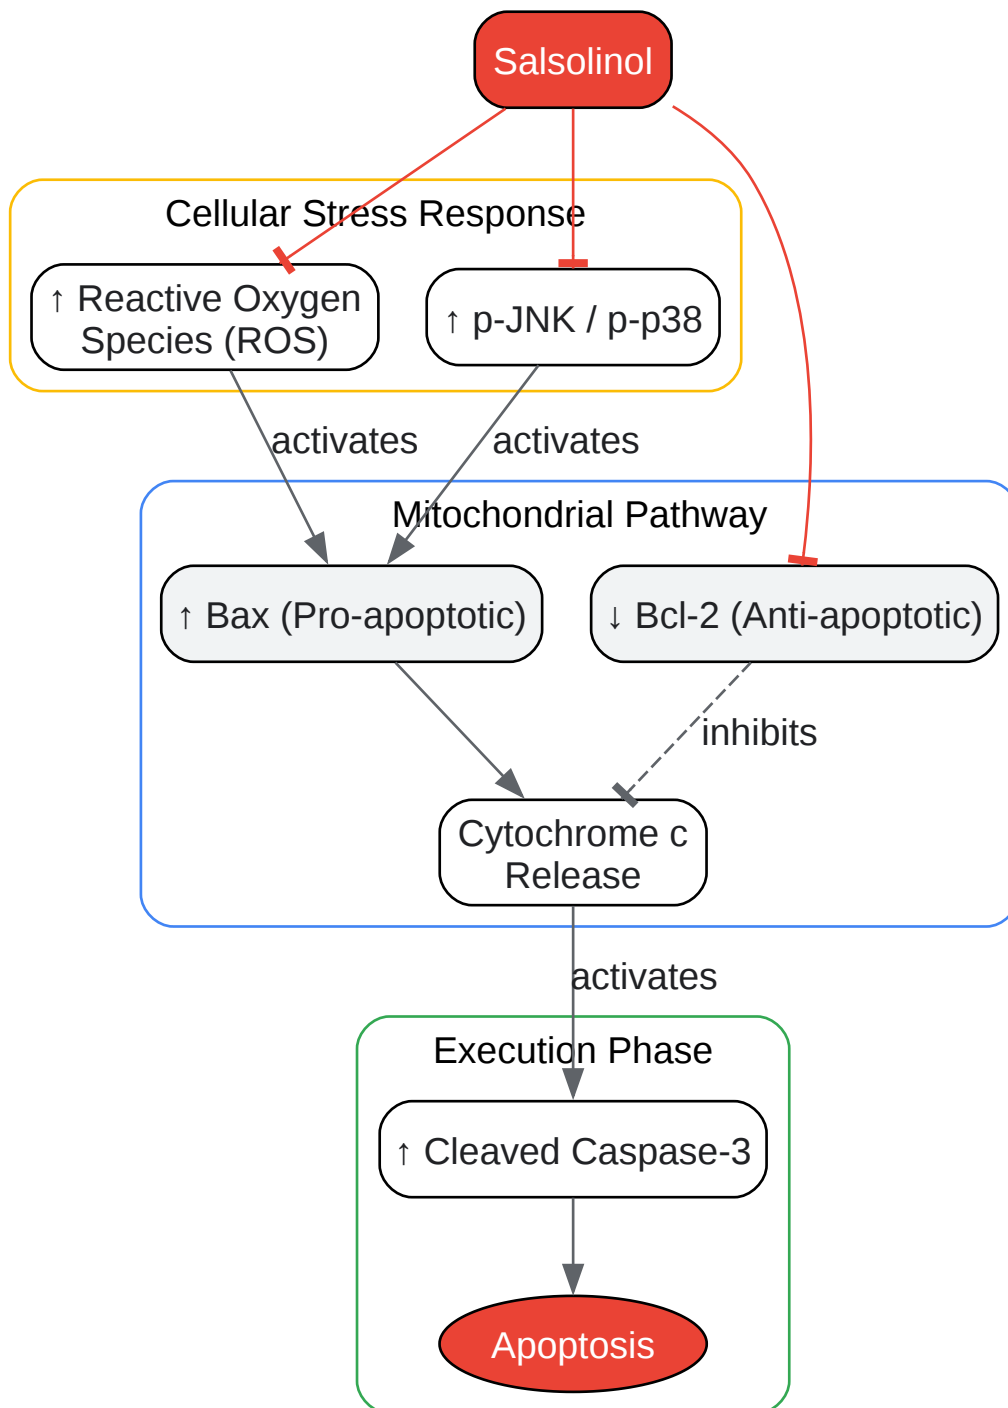 Salsolinol
Cellular Stress Response
↑ Reactive Oxygen
Species (ROS)
↑ p-JNK / p-p38
activates
activates
Mitochondrial Pathway
↑ Bax (Pro-apoptotic)
↓ Bcl-2 (Anti-apoptotic)
inhibits
Cytochrome c
Release
activates
Execution Phase
↑ Cleaved Caspase-3
Apoptosis